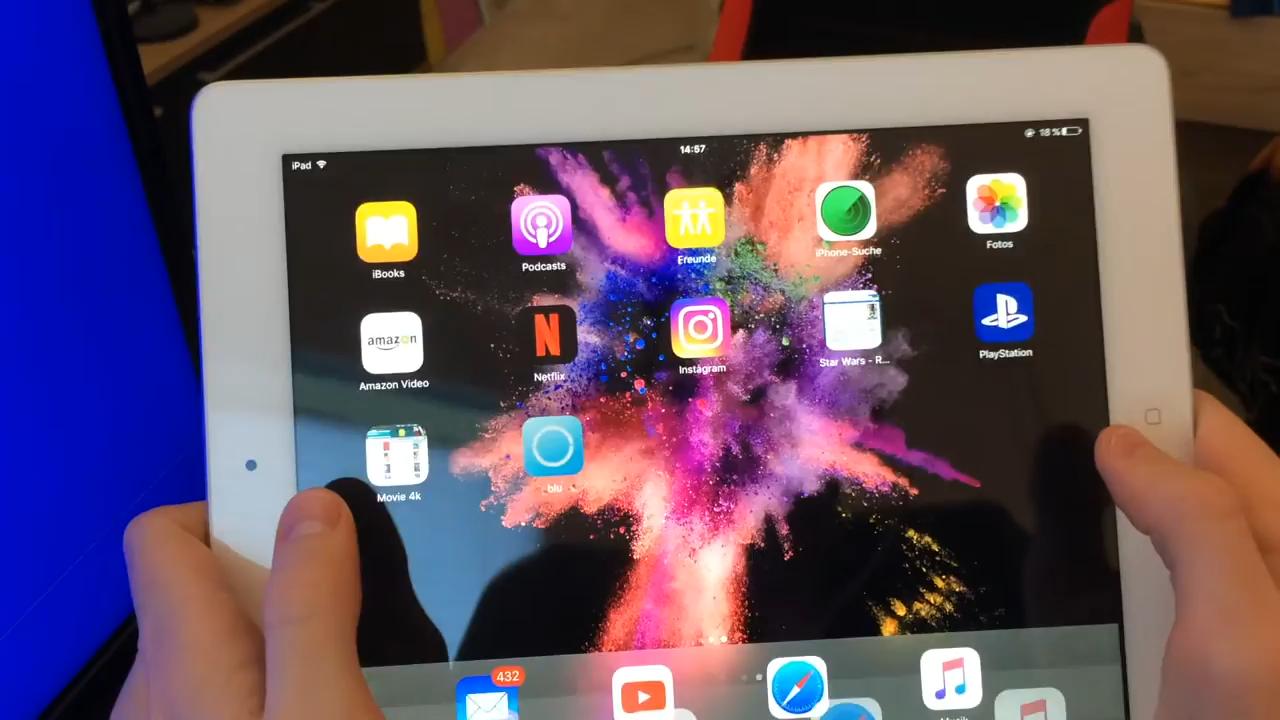 iPad
14:57
18 %
iBooks
Podcasts
Freunde
iPhone-Suche
Fotos
amazon
Amazon Video
N
Netflix
Instagram
Star Wars - R...
PlayStation
Movie 4k
blu
432
Musik